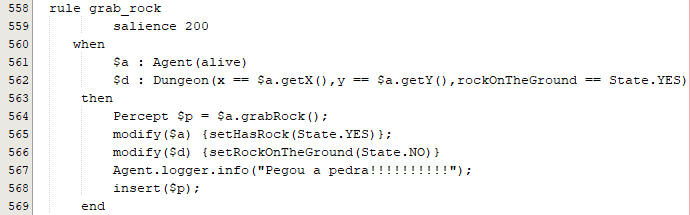 558 rule grab_rock
559 salience 200
560 when
561 $a : Agent(alive)
562 $d : Dungeon(x == $a.getX(),y == $a.getY(),rockOnTheGround == State.YES)
563 then
564 Percept $p = $a.grabRock();
565 modify($a) {setHasRock(State.YES)};
566 modify($d) {setRockOnTheGround(State.NO)}
567 Agent.logger.info("Pegou a pedra!!!!!!!!!!");
568 insert($p);
569 end